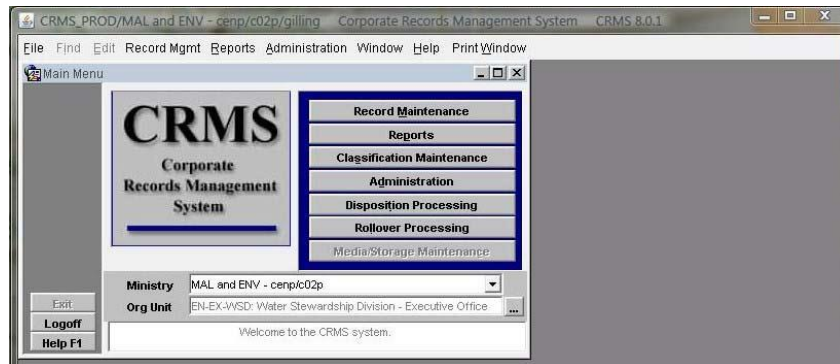 CRMS_PROD/MAL and ENV - cenp/c02p/gilling Corporate Records Management System CRMS 8.0.1
File Find Edit Record Mgmt Reports Administration Window Help Print Window
Main Menu
CRMS
Corporate
Records Management
System
Record Maintenance
Reports
Classification Maintenance
Administration
Disposition Processing
Rollover Processing
Media/Storage Maintenance
Ministry MAL and ENV - cenp/c02p
Org Unit EN-EX-WSD: Water Stewardship Division - Executive Office ...
Exit
Logoff
Help F1
Welcome to the CRMS system.